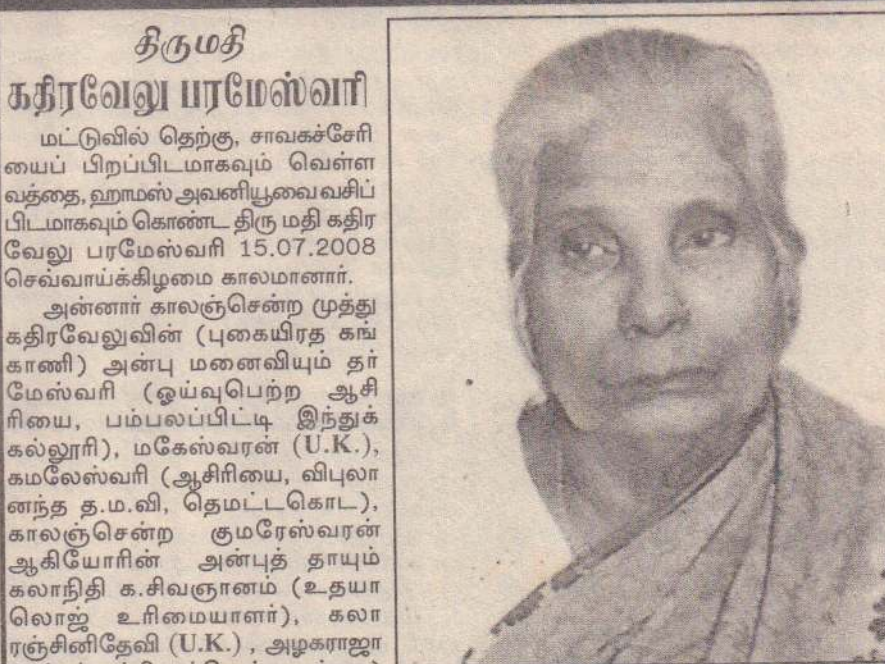 திருமதி
கதிரவேலு பரமேஸ்வரி
மட்டுவில் தெற்கு, சாவகச்சேரி
யைப் பிறப்பிடமாகவும் வெள்ள
வத்தை, ஹாமஸ் அவனியூவை வசிப்
பிடமாகவும் கொண்ட திரு மதி கதிர
வேலு பரமேஸ்வரி 15.07.2008
செவ்வாய்க்கிழமை காலமானார்.
அன்னார் காலஞ்சென்ற முத்து
கதிரவேலுவின் (புகையிரத கங்
காணி) அன்பு மனைவியும் தர்
மேஸ்வரி (ஓய்வுபெற்ற ஆசி
ரியை, பம்பலப்பிட்டி இந்துக்
கல்லூரி), மகேஸ்வரன் (U.K.),
கமலேஸ்வரி (ஆசிரியை, விபுலா
னந்த த.ம.வி, தெமட்டகொட),
காலஞ்சென்ற குமரேஸ்வரன்
ஆகியோரின் அன்புத் தாயும்
கலாநிதி க.சிவஞானம் (உதயா
லொஜ் உரிமையாளர்), கலா
ரஞ்சினிதேவி (U.K.) , அழகராஜா